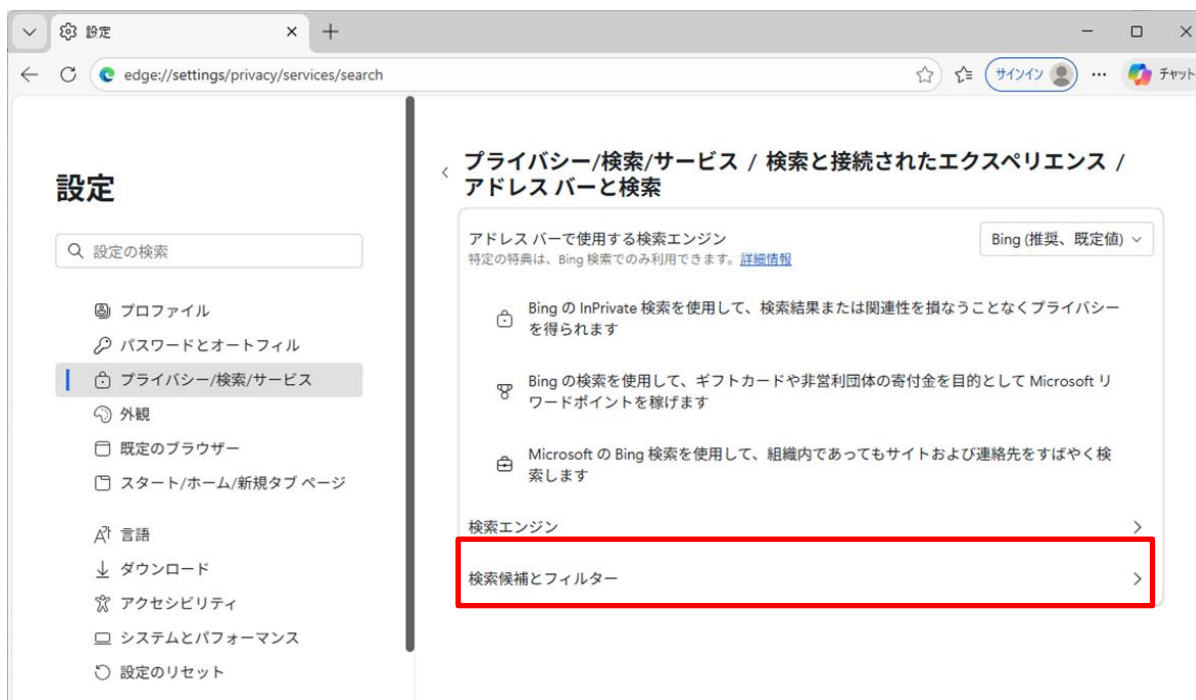 設定
edge://settings/privacy/services/search
サインイン
チャット
設定
設定の検索
プロファイル
パスワードとオートフィル
プライバシー/検索/サービス
外観
既定のブラウザー
スタート/ホーム/新規タブ ページ
言語
ダウンロード
アクセシビリティ
システムとパフォーマンス
設定のリセット
プライバシー/検索/サービス / 検索と接続されたエクスペリエンス /
アドレス バーと検索
アドレス バーで使用する検索エンジン
特定の特典は、Bing 検索でのみ利用できます。詳細情報
Bing (推奨、既定値)
Bing の InPrivate 検索を使用して、検索結果または関連性を損なうことなくプライバシー
を得られます
Bing の検索を使用して、ギフトカードや非営利団体の寄付金を目的として Microsoft リ
ワードポイントを稼げます
Microsoft の Bing 検索を使用して、組織内であってもサイトおよび連絡先をすばやく検
索します
検索エンジン
検索候補とフィルター